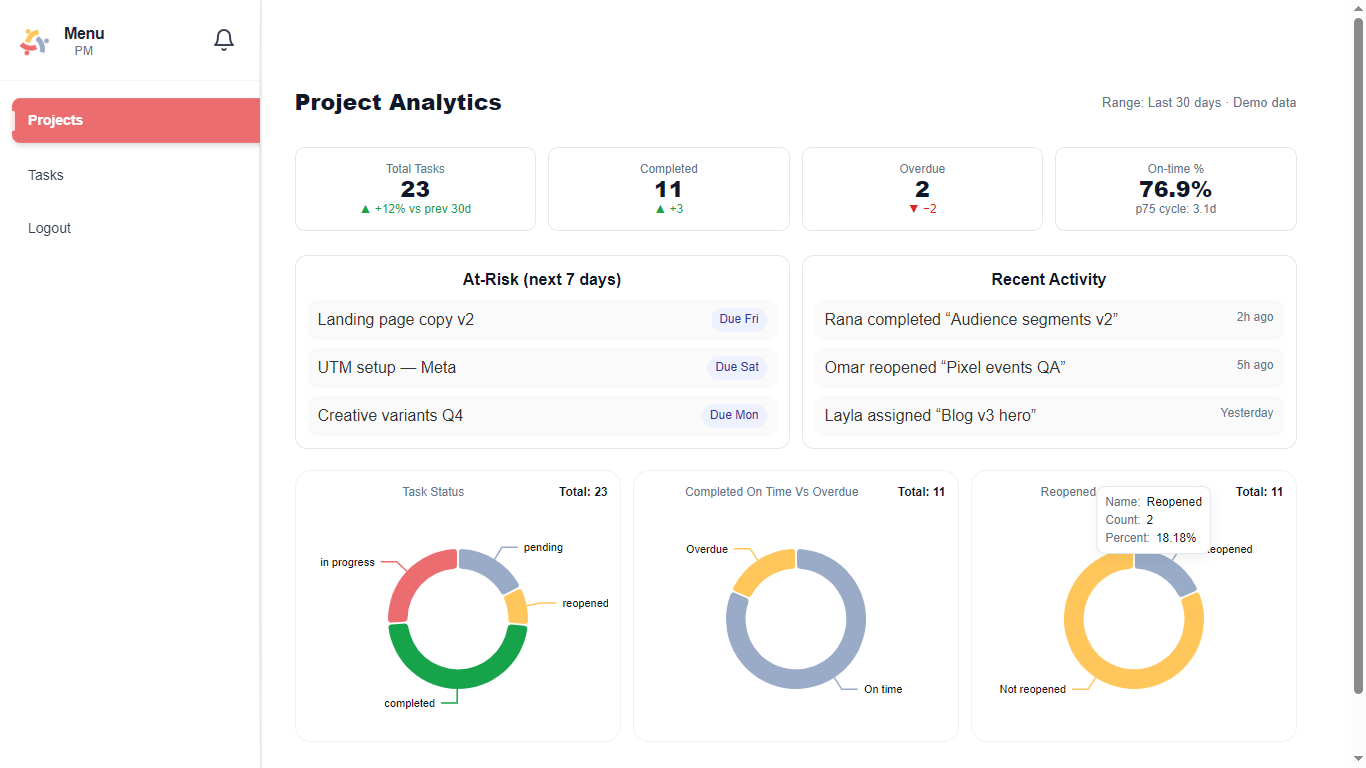 Menu
PM
Projects
Tasks
Logout
Project Analytics
Range: Last 30 days · Demo data
Total Tasks
23
▲ +12% vs prev 30d
Completed
11
▲ +3
Overdue
2
▼ −2
On-time %
76.9%
p75 cycle: 3.1d
At-Risk (next 7 days)
Landing page copy v2
Due Fri
UTM setup — Meta
Due Sat
Creative variants Q4
Due Mon
Recent Activity
Rana completed “Audience segments v2”
2h ago
Omar reopened “Pixel events QA”
5h ago
Layla assigned “Blog v3 hero”
Yesterday
Task Status
Total: 23
in progress
pending
reopened
completed
Completed On Time Vs Overdue
Total: 11
Overdue
On time
Reopened
Total: 11
Name: Reopened
Count: 2
Percent: 18.18%
eopened
Not reopened